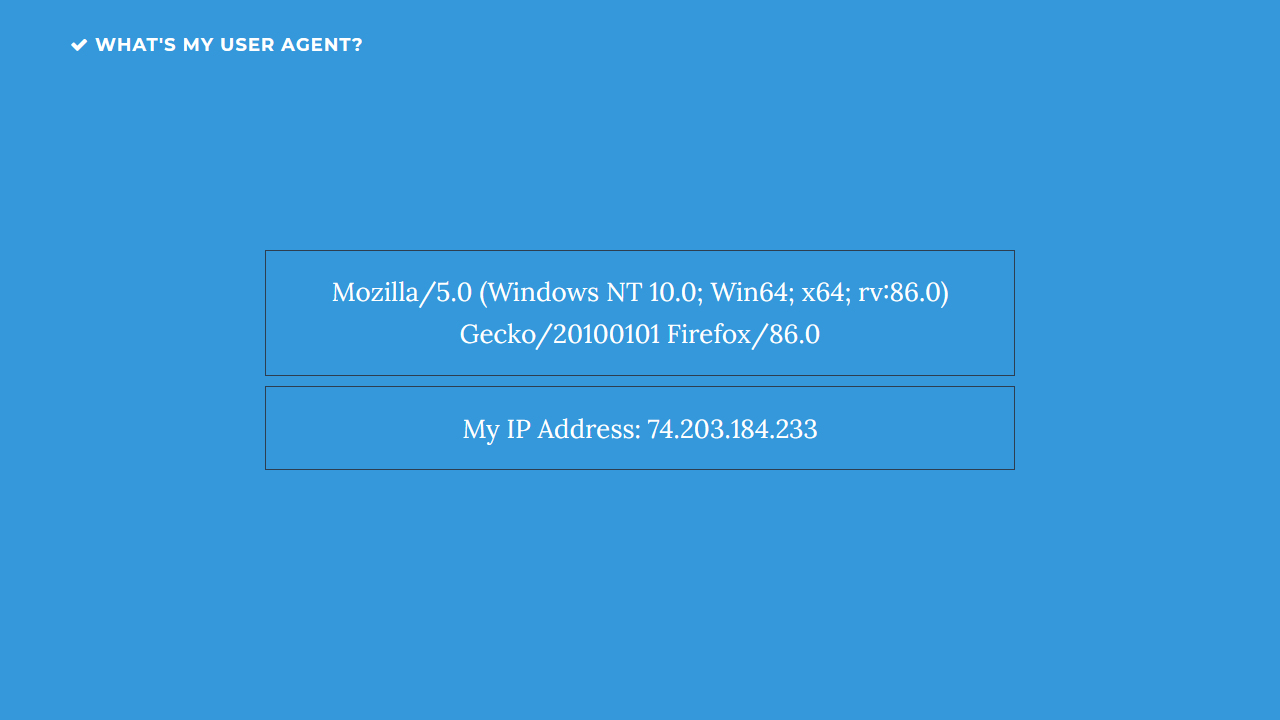 WHAT'S MY USER AGENT?
Mozilla/5.0 (Windows NT 10.0; Win64; x64; rv:86.0)
Gecko/20100101 Firefox/86.0
My IP Address: 74.203.184.233